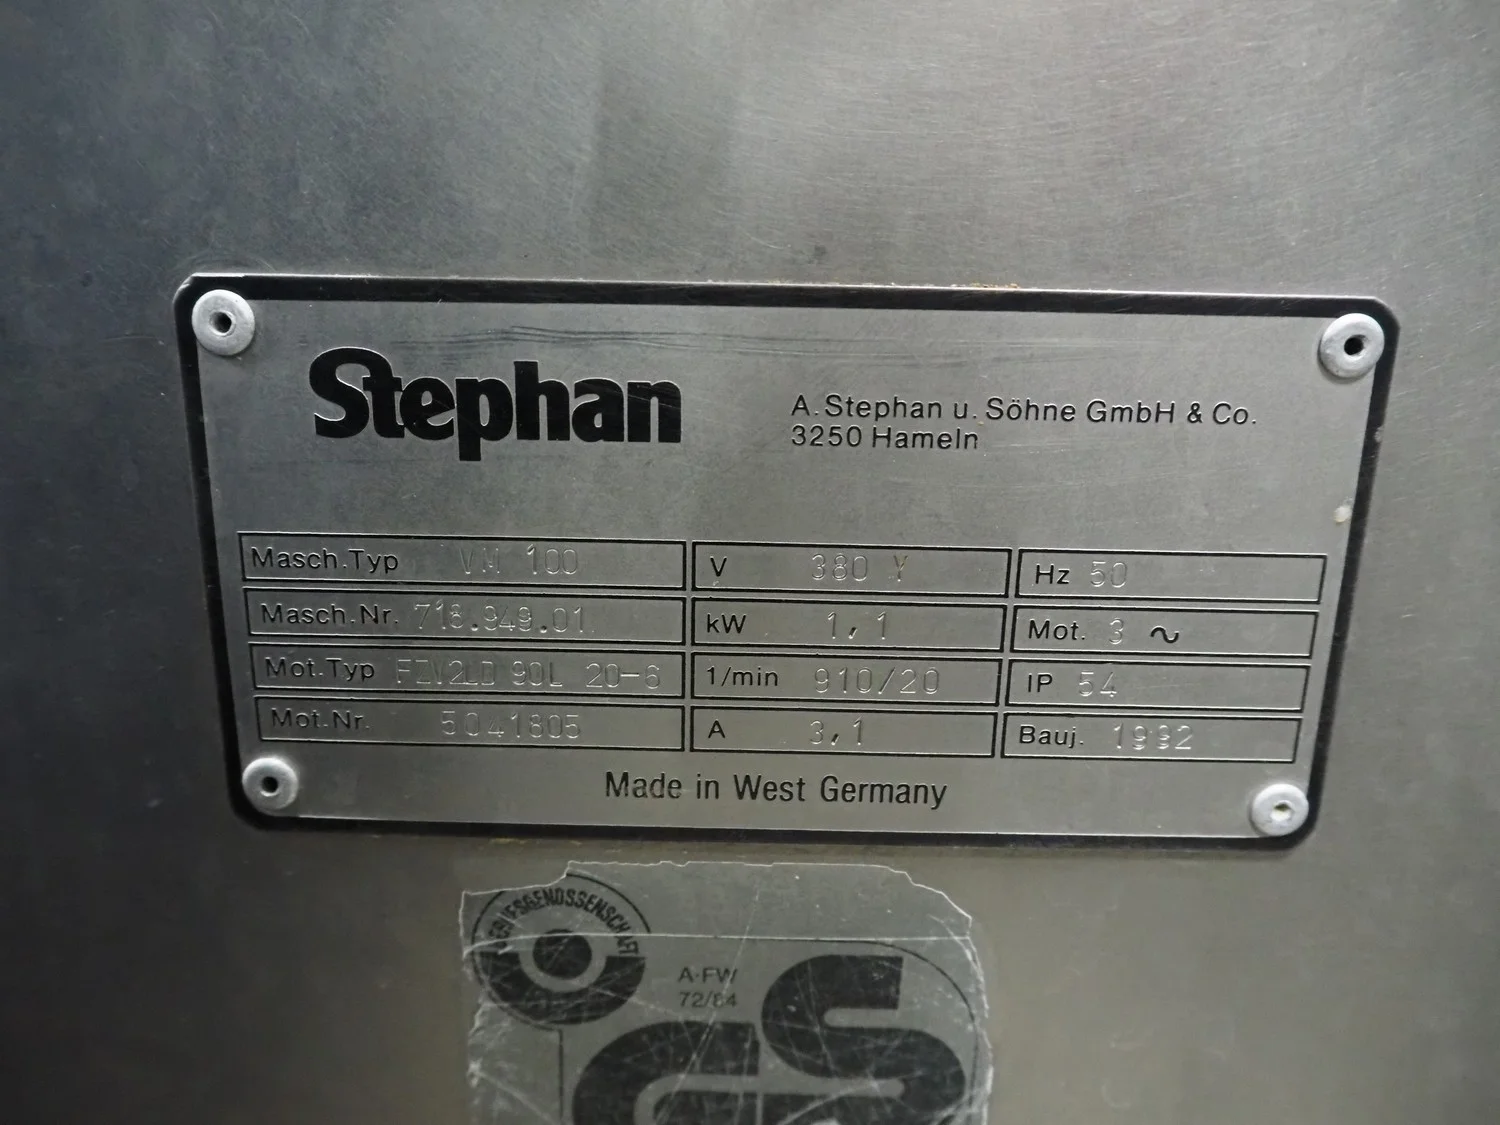 Stephan
A. Stephan u. Söhne GmbH & Co.
3250 Hameln
Masch.Typ VM 100 V 380 Y Hz 50
Masch.Nr. 718.949.01 kW 1,1 Mot. 3 ~
Mot.Typ 90L 20-6 1/min 910/20 IP 54
Mot.Nr. 5041805 A 3,1 Bauj. 1992
Made in West Germany
A·FW
72/84
GS